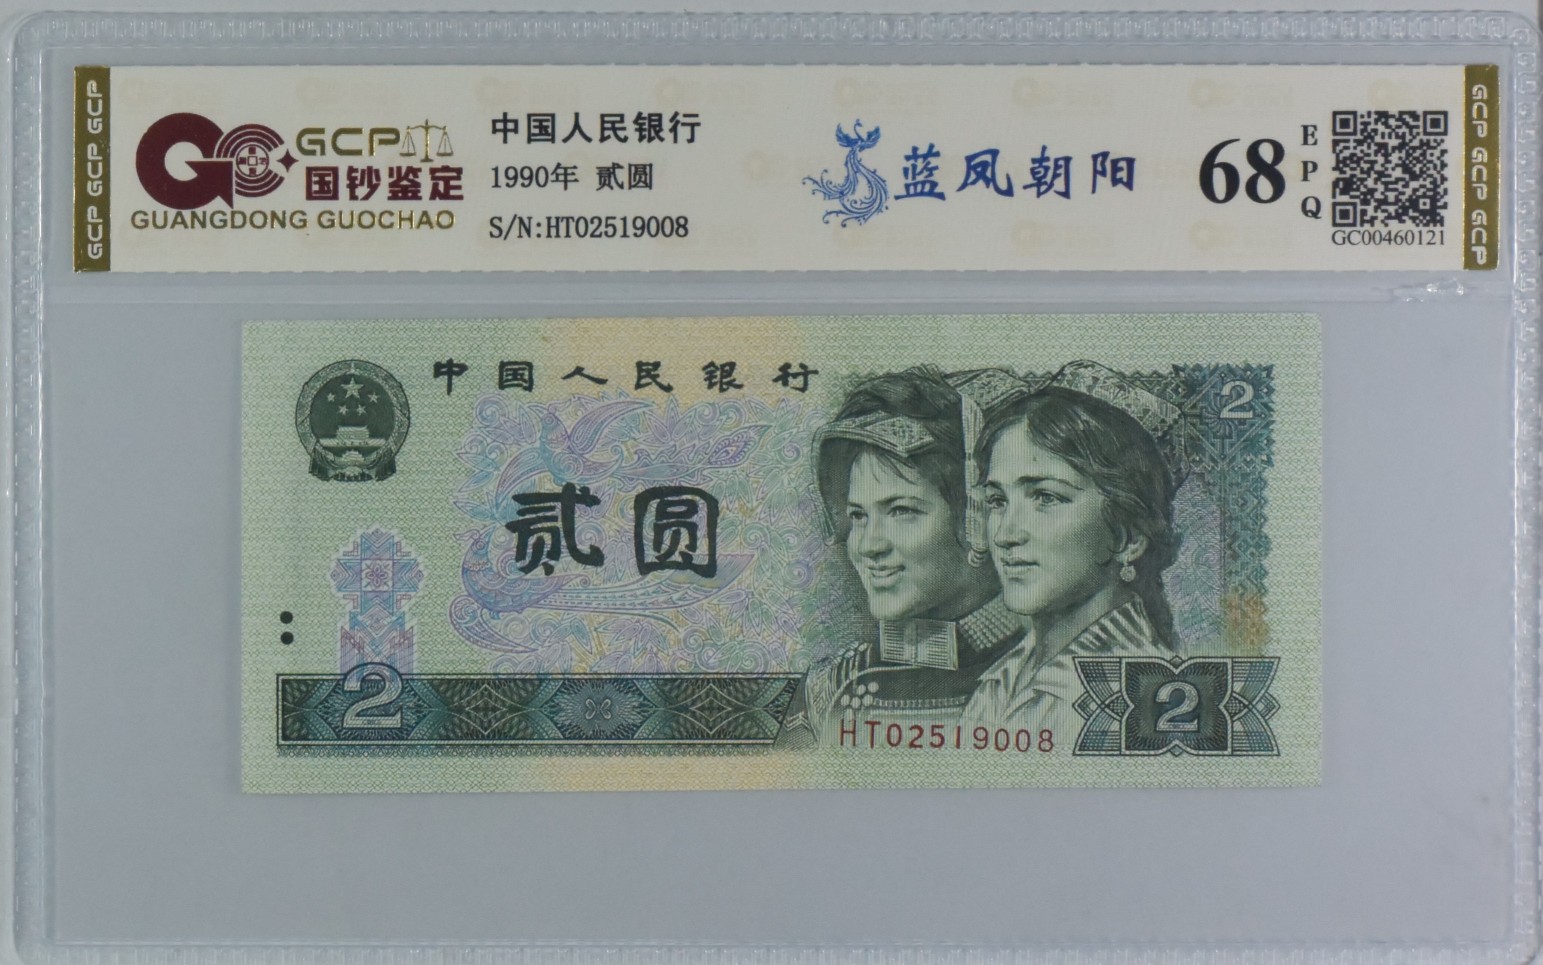 GCP GCP GCP
GCP
国钞鉴定
GUANGDONG GUOCHAO
中国人民银行
1990年 贰圆
S/N:HT02519008
蓝凤朝阳
68
EPQ
GC00460121
GCP GCP GCP
中国人民银行
2
贰圆
2
HT02519008
2